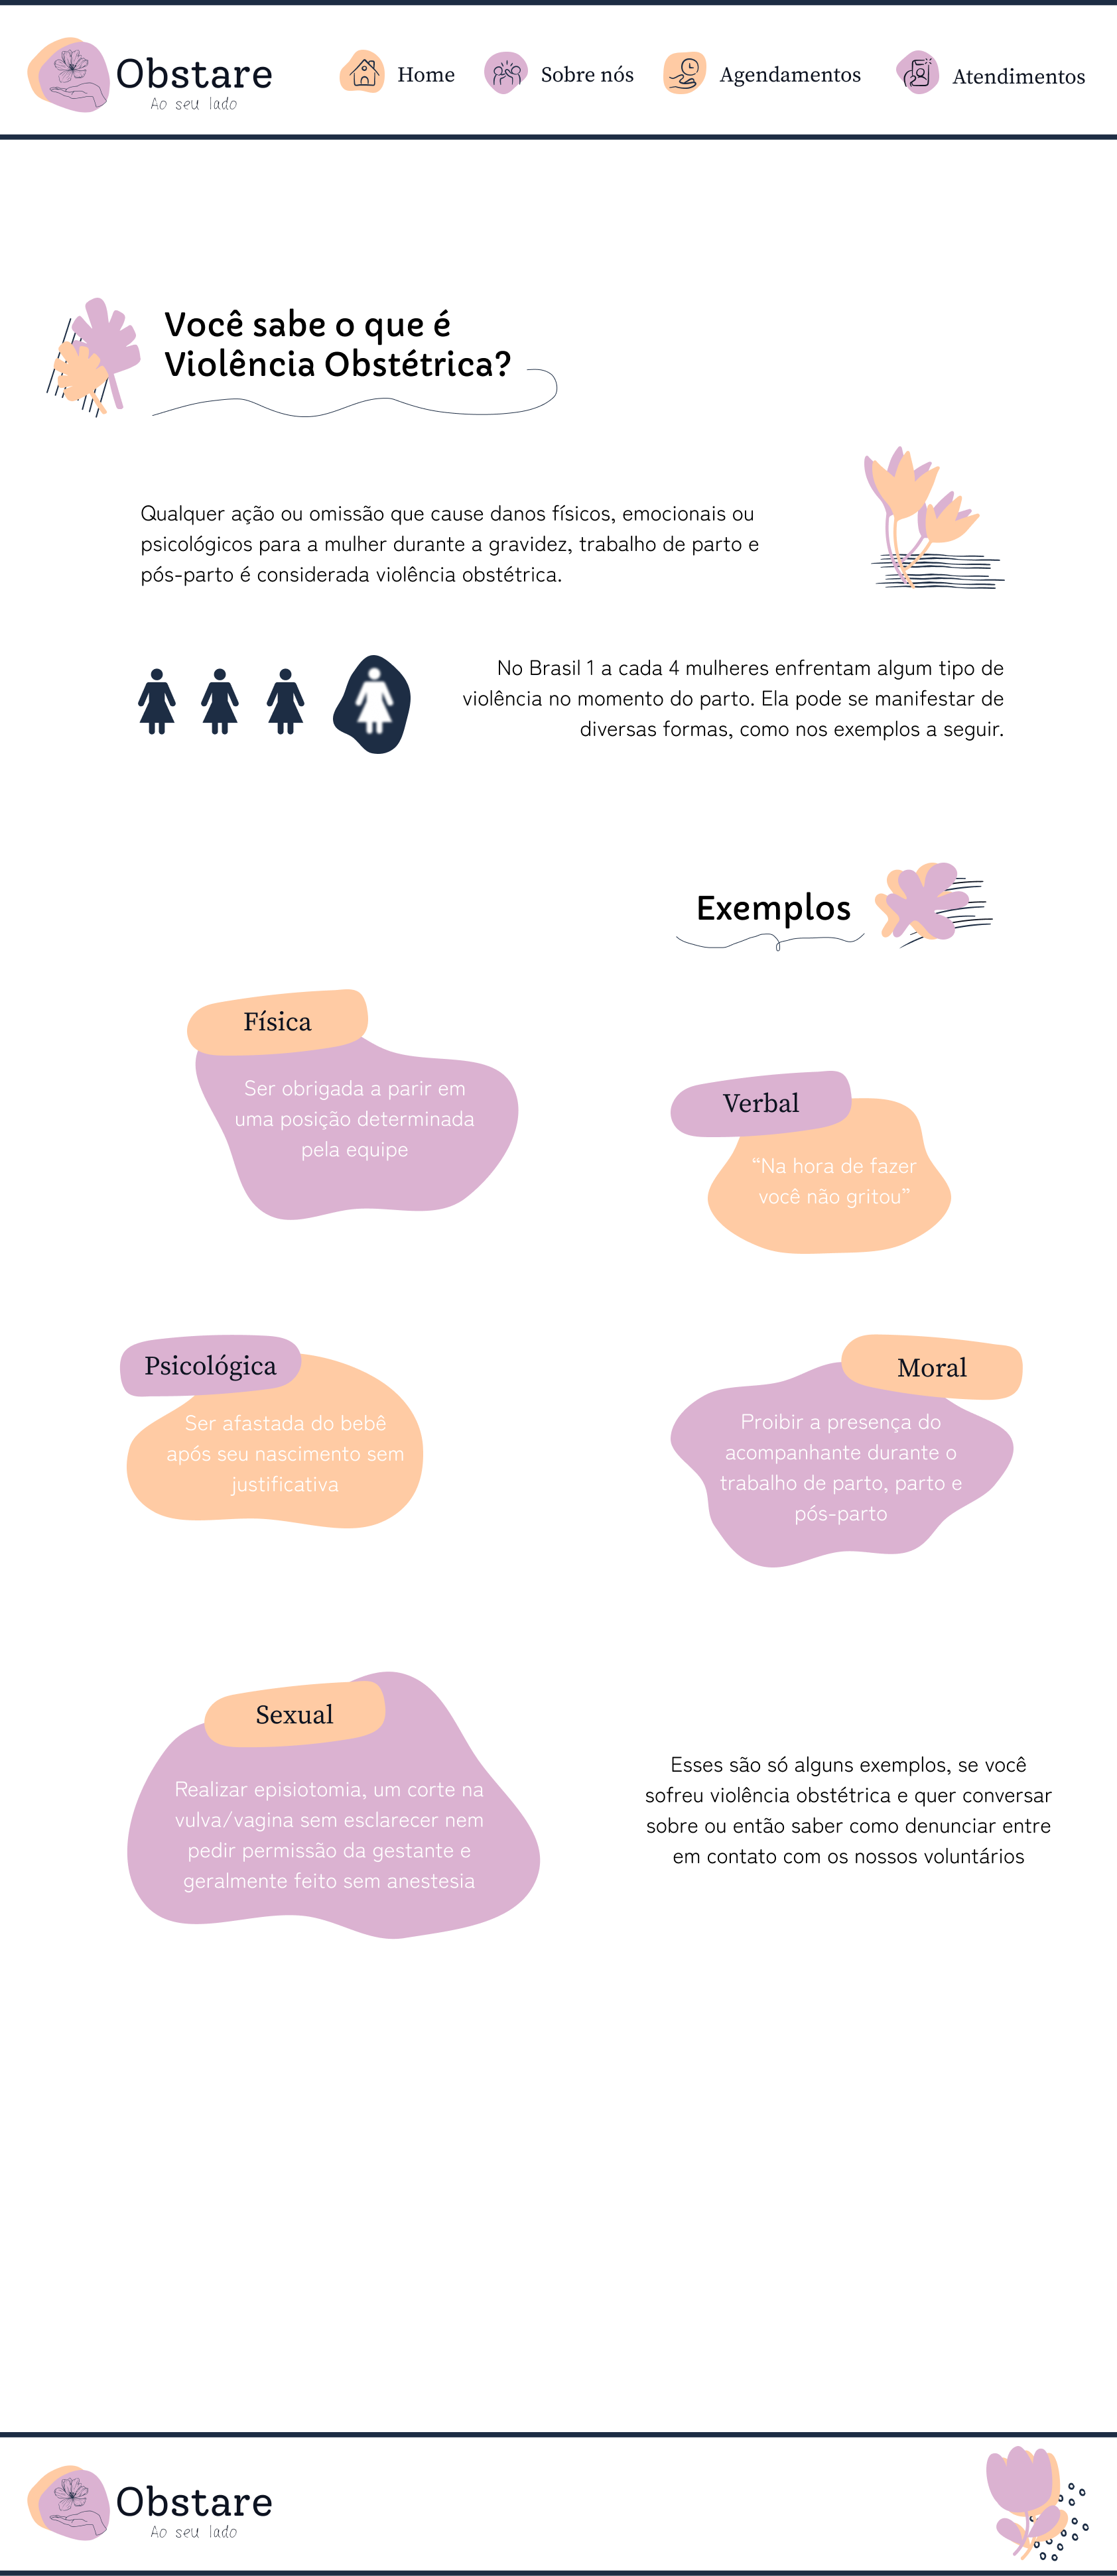 Obstare
Ao seu lado
Home
Sobre nós
Agendamentos
Atendimentos
Você sabe o que é
Violência Obstétrica?
Qualquer ação ou omissão que cause danos físicos, emocionais ou
psicológicos para a mulher durante a gravidez, trabalho de parto e
pós-parto é considerada violência obstétrica.
No Brasil 1 a cada 4 mulheres enfrentam algum tipo de
violência no momento do parto. Ela pode se manifestar de
diversas formas, como nos exemplos a seguir.
Exemplos
Física
Ser obrigada a parir em
uma posição determinada
pela equipe
Verbal
“Na hora de fazer
você não gritou”
Psicológica
Ser afastada do bebê
após seu nascimento sem
justificativa
Moral
Proibir a presença do
acompanhante durante o
trabalho de parto, parto e
pós-parto
Sexual
Realizar episiotomia, um corte na
vulva/vagina sem esclarecer nem
pedir permissão da gestante e
geralmente feito sem anestesia
Esses são só alguns exemplos, se você
sofreu violência obstétrica e quer conversar
sobre ou então saber como denunciar entre
em contato com os nossos voluntários
Obstare
Ao seu lado